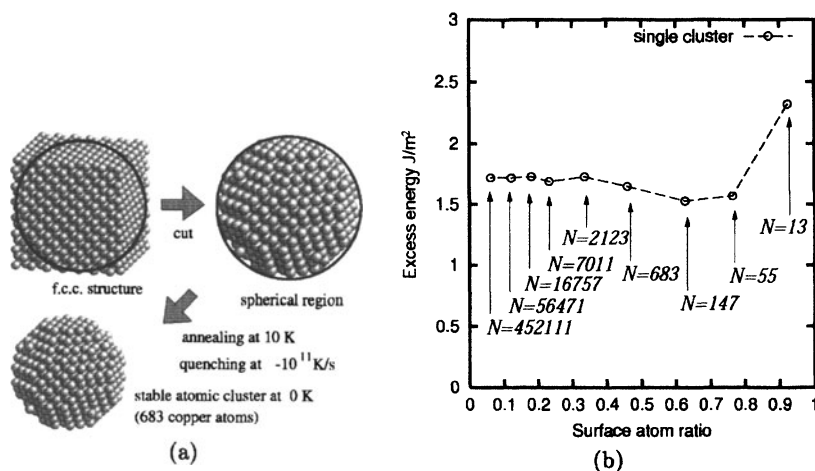 f.c.c. structure
cut
spherical region
annealing at 10 K
quenching at -10¹¹K/s
stable atomic cluster at 0 K
(683 copper atoms)
(a)
Excess energy J/m²
3
2.5
2
1.5
1
0.5
0
single cluster
N=2123
N=7011
N=16757
N=56471
N=452111
N=683
N=147
N=55
N=13
0 0.1 0.2 0.3 0.4 0.5 0.6 0.7 0.8 0.9 1
Surface atom ratio
(b)